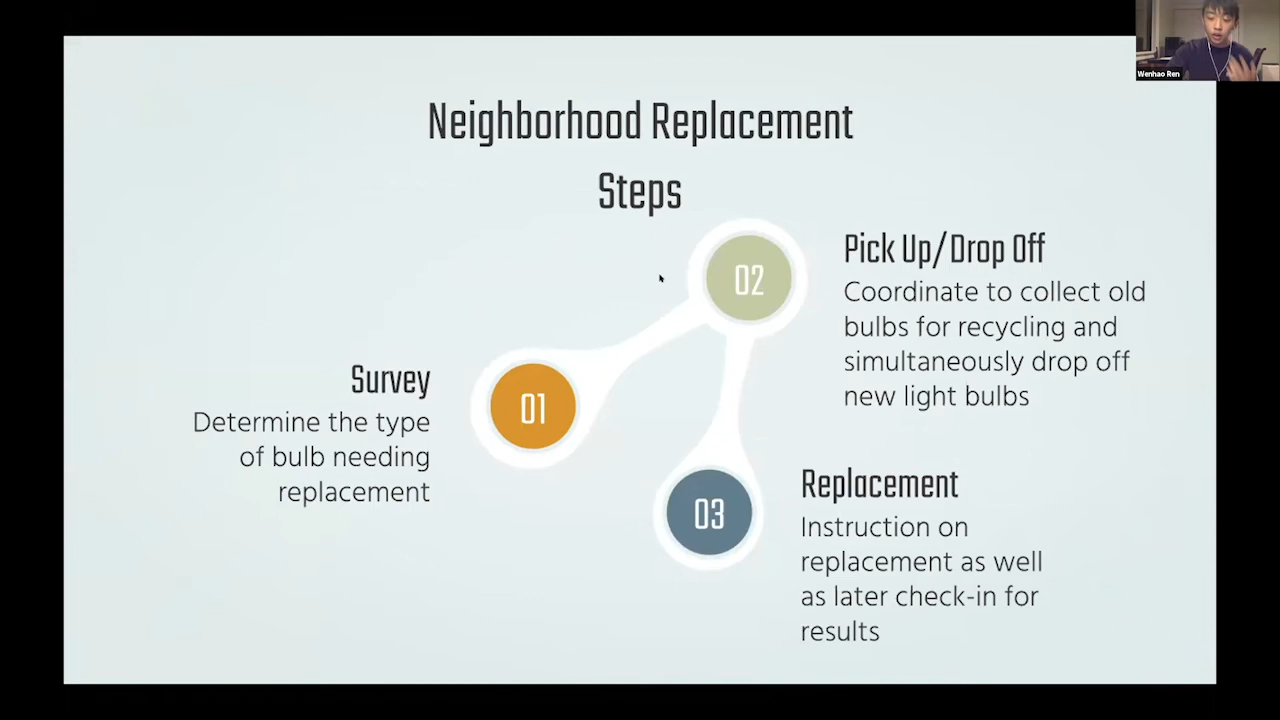 Wenhao Ren
Neighborhood Replacement
Steps
01
Survey
Determine the type
of bulb needing
replacement
02
Pick Up/Drop Off
Coordinate to collect old
bulbs for recycling and
simultaneously drop off
new light bulbs
03
Replacement
Instruction on
replacement as well
as later check-in for
results